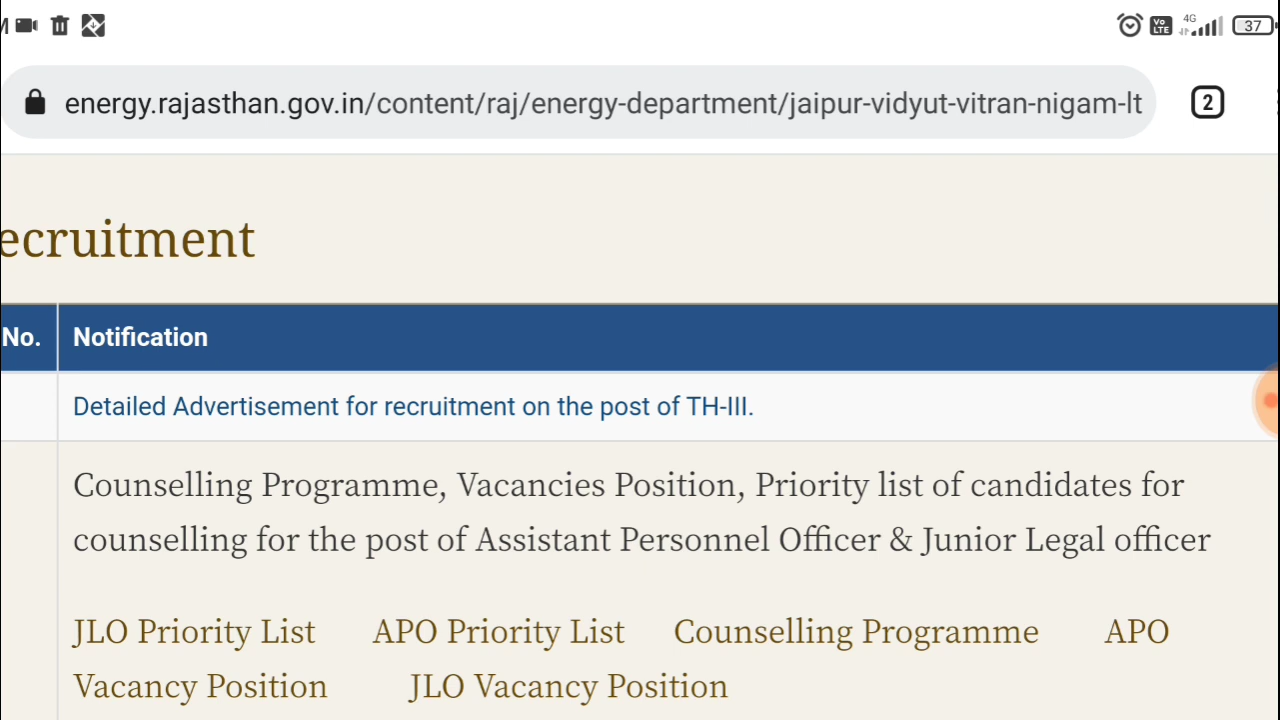 4G
37
energy.rajasthan.gov.in/content/raj/energy-department/jaipur-vidyut-vitran-nigam-lt
2
ecruitment
No. Notification
Detailed Advertisement for recruitment on the post of TH-III.
Counselling Programme, Vacancies Position, Priority list of candidates for
counselling for the post of Assistant Personnel Officer & Junior Legal officer
JLO Priority List APO Priority List Counselling Programme APO
Vacancy Position JLO Vacancy Position